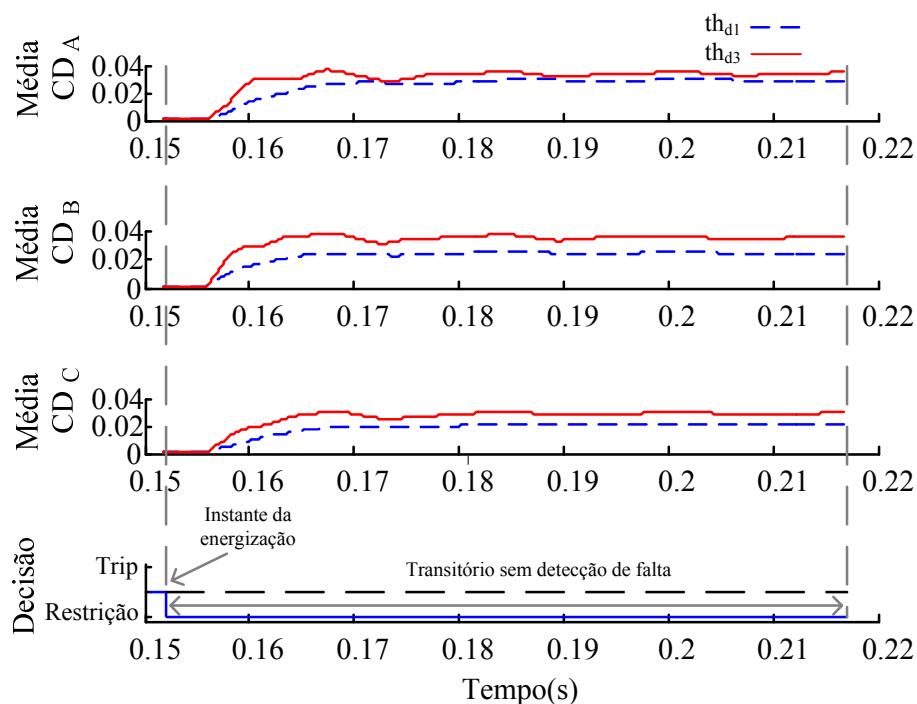 th_d1
th_d3
Média
CD A
0.04
0.02
0
0.15 0.16 0.17 0.18 0.19 0.2 0.21 0.22
Média
CD B
0.04
0.02
0
0.15 0.16 0.17 0.18 0.19 0.2 0.21 0.22
Média
CD C
0.04
0.02
0
0.15 0.16 0.17 0.18 0.19 0.2 0.21 0.22
Instante da
energização
Decisão
Trip
Transitório sem detecção de falta
Restrição
0.15 0.16 0.17 0.18 0.19 0.2 0.21 0.22
Tempo(s)